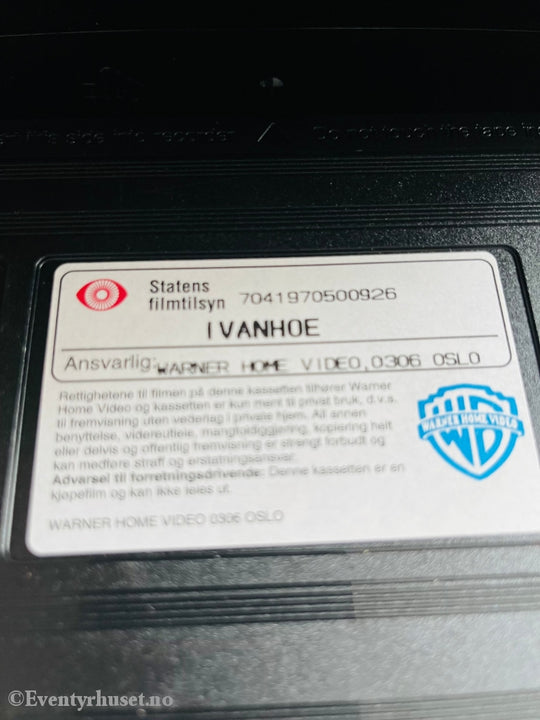 this side into recorder Do not touch the tape
Statens
filmtilsyn 7041970500926
IVANHOE
Ansvarlig: WARNER HOME VIDEO,0306 OSLO
Rettighetene til filmen på denne kassetten tilhører Warner
Home Video og kassetten er kun ment til privat bruk, d.v.s.
til fremvisning uten vederlag i private hjem. All annen
benyttelse, videreutleie, mangfoldiggjøring, kopiering helt
eller delvis og offentlig fremvisning er strengt forbudt og
kan medføre straff og erstatningsansvar.
Advarsel til forretningsdrivende: Denne kassetten er en
kjøpefilm og kan ikke leies ut.
WARNER HOME VIDEO
WARNER HOME VIDEO 0306 OSLO
©Eventyrhuset.no